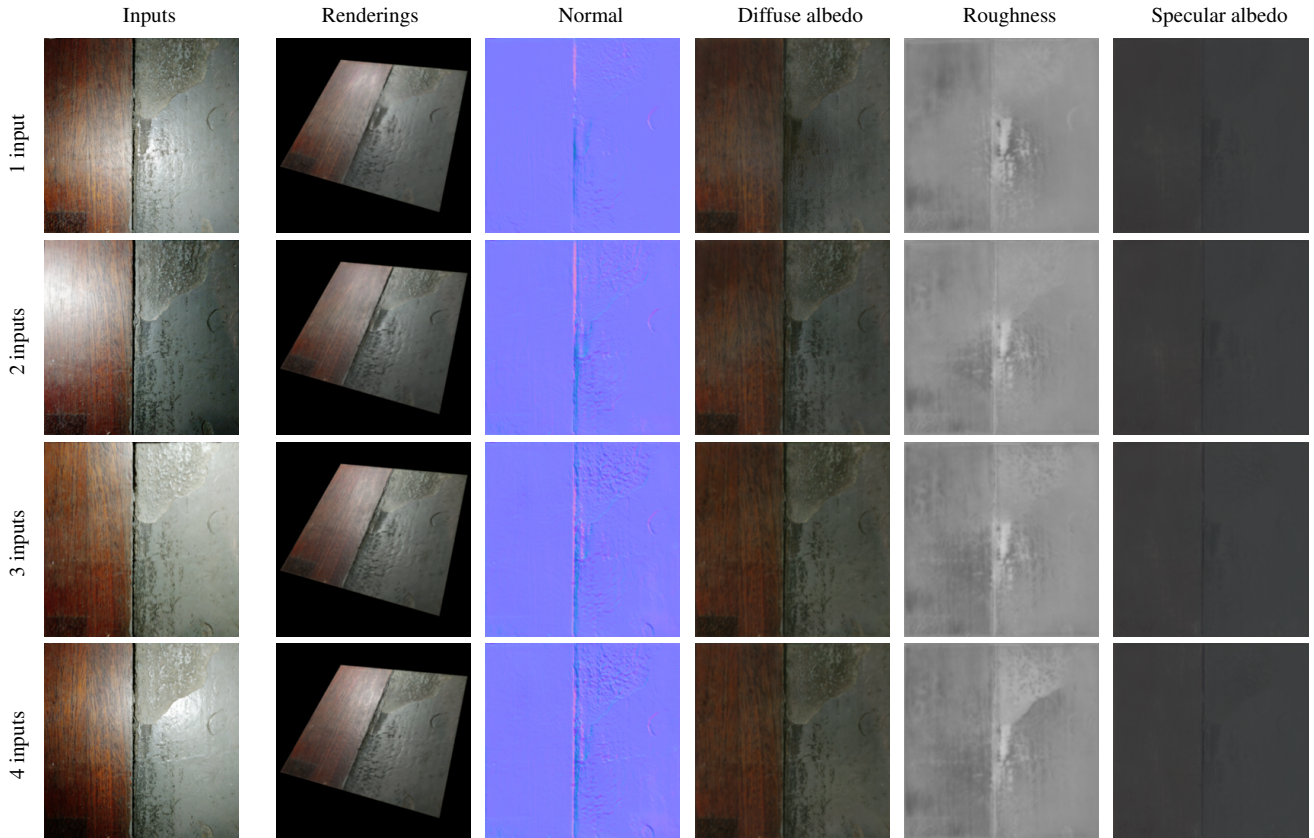 Inputs Renderings Normal Diffuse albedo Roughness Specular albedo
1 input
2 inputs
3 inputs
4 inputs